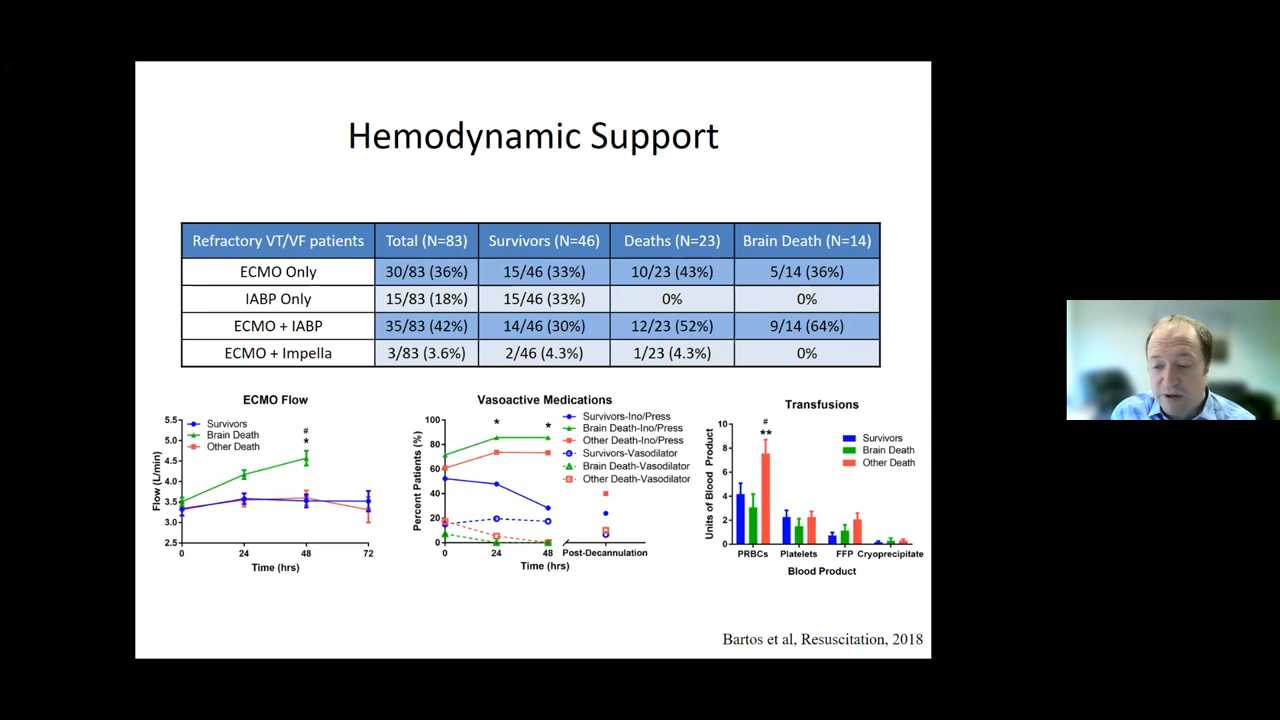 Hemodynamic Support
Refractory VT/VF patients Total (N=83) Survivors (N=46) Deaths (N=23) Brain Death (N=14)
ECMO Only 30/83 (36%) 15/46 (33%) 10/23 (43%) 5/14 (36%)
IABP Only 15/83 (18%) 15/46 (33%) 0% 0%
ECMO + IABP 35/83 (42%) 14/46 (30%) 12/23 (52%) 9/14 (64%)
ECMO + Impella 3/83 (3.6%) 2/46 (4.3%) 1/23 (4.3%) 0%
ECMO Flow
Survivors
Brain Death
Other Death
#
*
Flow (L/min)
5.5
5.0
4.5
4.0
3.5
3.0
2.5
0 24 48 72
Time (hrs)
Vasoactive Medications
Survivors-Ino/Press
Brain Death-Ino/Press
Other Death-Ino/Press
Survivors-Vasodilator
Brain Death-Vasodilator
Other Death-Vasodilator
* *
Percent Patients (%)
100
80
60
40
20
0
0 24 48 Post-Decannulation
Time (hrs)
Transfusions
Survivors
Brain Death
Other Death
#
**
Units of Blood Product
10
8
6
4
2
0
PRBCs Platelets FFP Cryoprecipitate
Blood Product
Bartos et al, Resuscitation, 2018